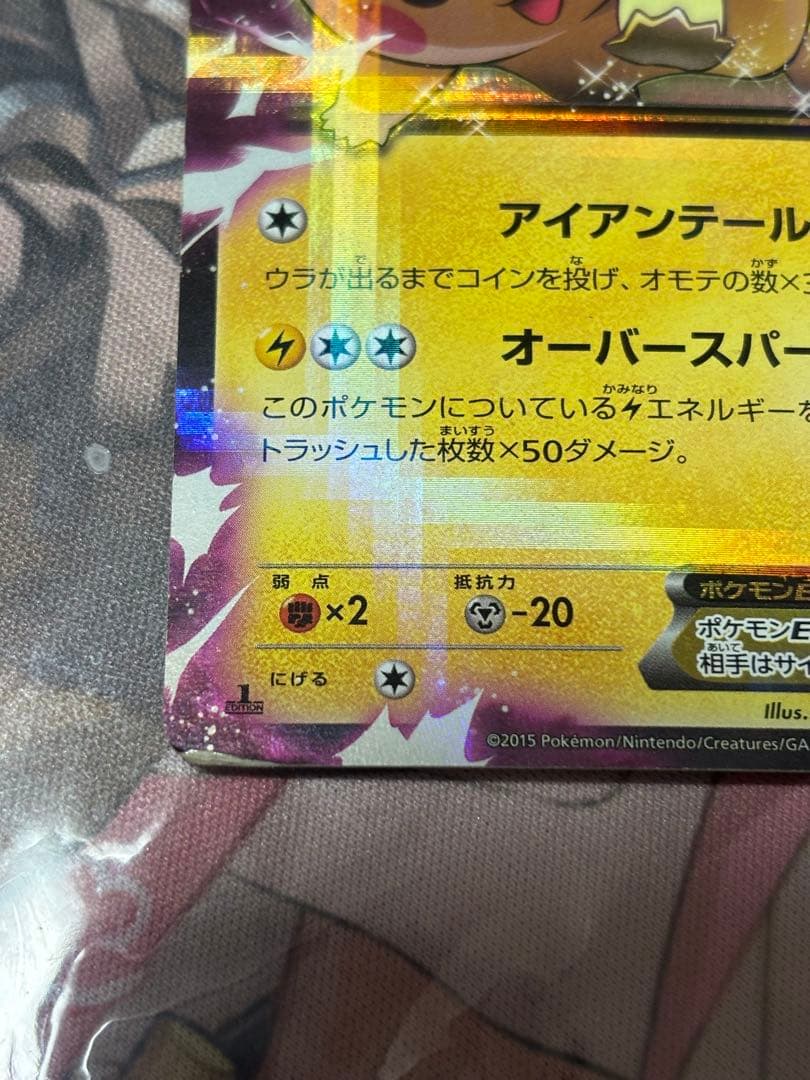 アイアンテール
ウラが出るまでコインを投げ、オモテの数×3
オーバースパー
このポケモンについているエネルギーを
トラッシュした枚数×50ダメージ。
弱点
×2
抵抗力
-20
ポケモンE
ポケモンE
相手はサイ
にげる
1
EDITION
Illus.
©2015 Pokémon/Nintendo/Creatures/GA